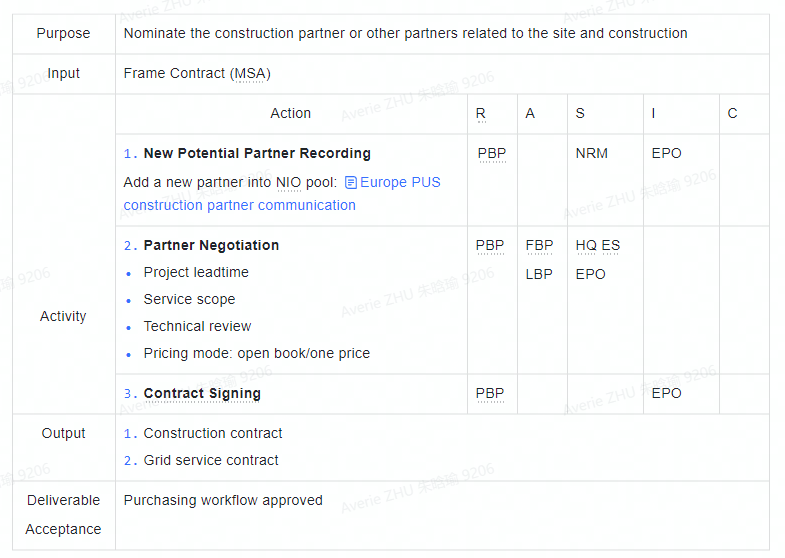 Purpose
Nominate the construction partner or other partners related to the site and construction
Input
Frame Contract (MSA)
Activity
Action
R
A
S
I
C
1. New Potential Partner Recording
Add a new partner into NIO pool: Europe PUS
construction partner communication
PBP
NRM
EPO
2. Partner Negotiation
• Project leadtime
• Service scope
• Technical review
• Pricing mode: open book/one price
PBP
FBP
LBP
HQ ES
EPO
3. Contract Signing
PBP
EPO
Output
1. Construction contract
2. Grid service contract
Deliverable
Acceptance
Purchasing workflow approved
Averie ZHU 朱晗瑜 9206